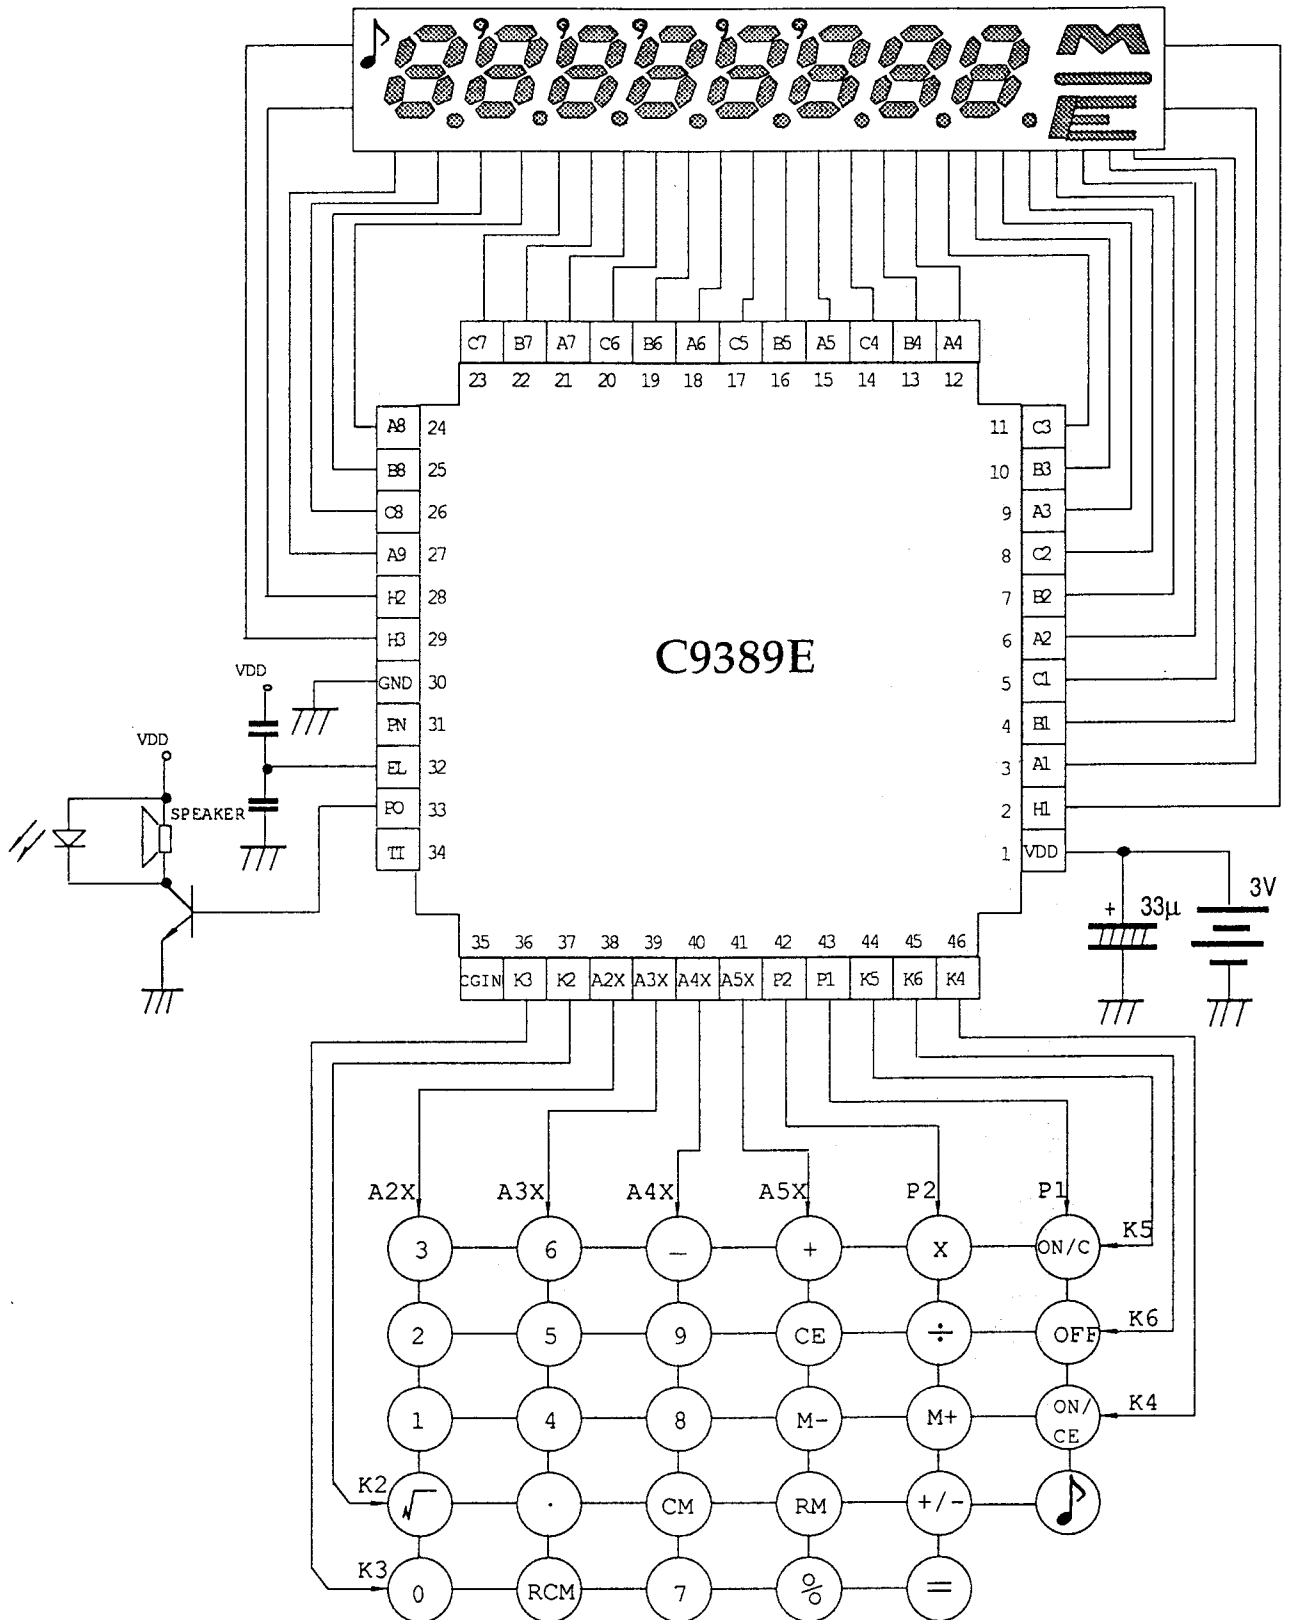 M
E
C7 B7 A7 C6 B6 A6 C5 B5 A5 C4 B4 A4
23 22 21 20 19 18 17 16 15 14 13 12
A8 24
B8 25
C8 26
A9 27
H2 28
H3 29
GND 30
PN 31
EL 32
PO 33
TI 34
11 C3
10 B3
9 A3
8 C2
7 B2
6 A2
5 C1
4 B1
3 A1
2 H1
1 VDD
C9389E
VDD
VDD
SPEAKER
+ 33µ
3V
35 36 37 38 39 40 41 42 43 44 45 46
CGIN K3 K2 A2X A3X A4X A5X P2 P1 K5 K6 K4
A2X A3X A4X A5X P2 P1
3 6 − + X ON/C K5
2 5 9 CE ÷ OFF K6
1 4 8 M- M+ ON/CE K4
K2 √ · CM RM +/- ♪
K3 0 RCM 7 % =